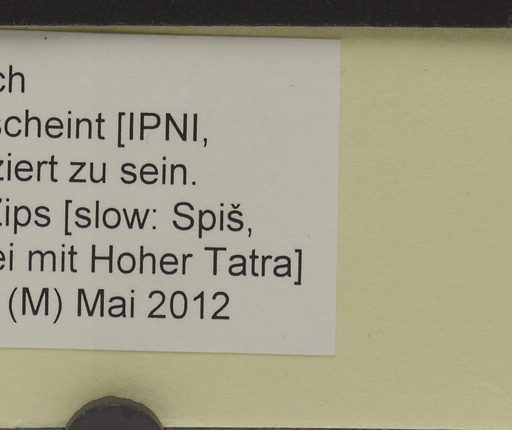 ch
scheint [IPNI,
ziert zu sein.
Zips [slow: Spiš,
ei mit Hoher Tatra]
(M) Mai 2012